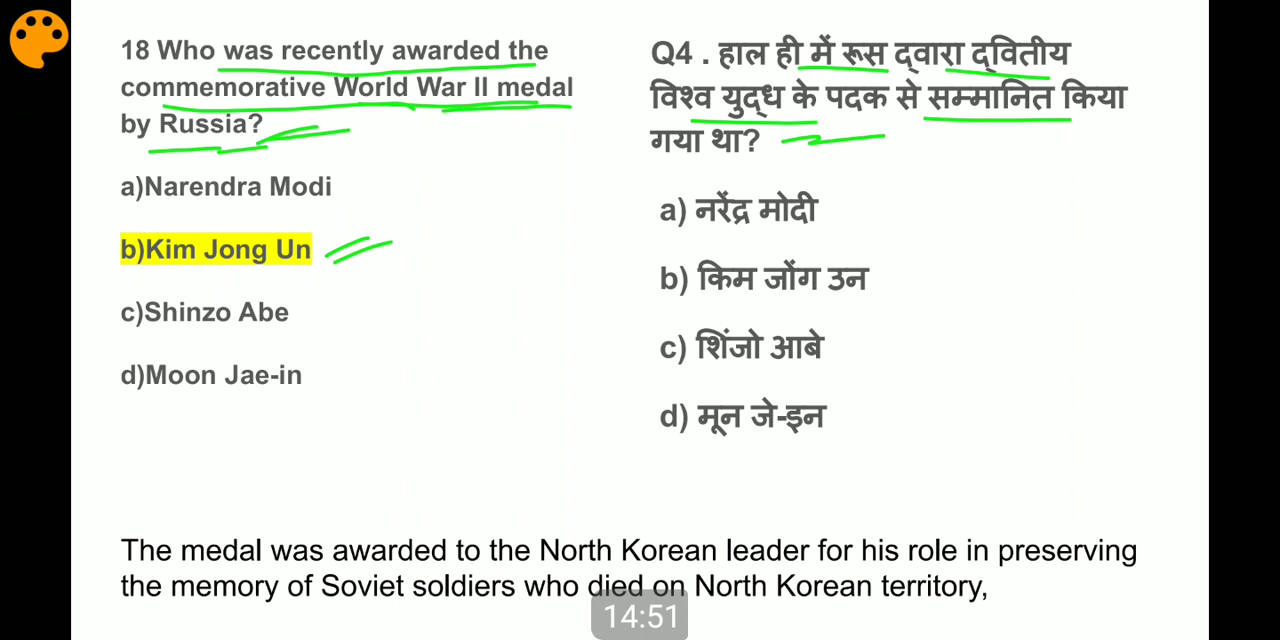 18 Who was recently awarded the
commemorative World War II medal
by Russia?
a)Narendra Modi
b)Kim Jong Un
c)Shinzo Abe
d)Moon Jae-in
Q4 . हाल ही में रूस द्वारा द्वितीय
विश्व युद्ध के पदक से सम्मानित किया
गया था?
a) नरेंद्र मोदी
b) किम जोंग उन
c) शिंजो आबे
d) मून जे-इन
The medal was awarded to the North Korean leader for his role in preserving
the memory of Soviet soldiers who died on North Korean territory,
14:51